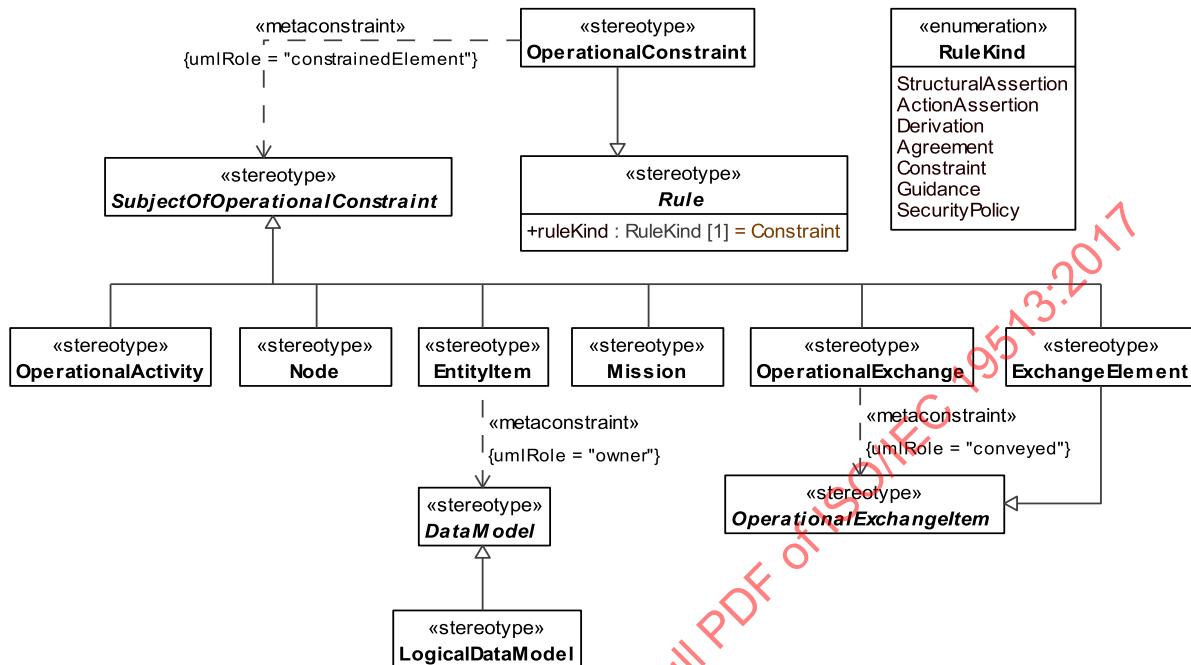 «metaconstraint»
{umlRole = "constrainedElement"}
«stereotype»
OperationalConstraint
«enumeration»
RuleKind
StructuralAssertion
ActionAssertion
Derivation
Agreement
Constraint
Guidance
SecurityPolicy
«stereotype»
SubjectOfOperationalConstraint
«stereotype»
Rule
+ruleKind : RuleKind [1] = Constraint
«stereotype»
OperationalActivity
«stereotype»
Node
«stereotype»
EntityItem
«stereotype»
Mission
«stereotype»
OperationalExchange
«stereotype»
ExchangeElement
«metaconstraint»
{umlRole = "owner"}
«metaconstraint»
{umlRole = "conveyed"}
«stereotype»
DataModel
«stereotype»
OperationalExchangeItem
«stereotype»
LogicalDataModel
PDF of ISO/IEC 19513:2017